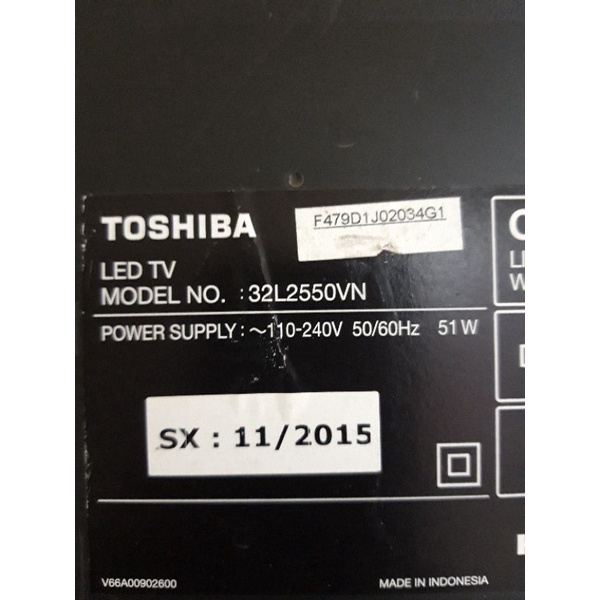 TOSHIBA
F479D1J02034G1
LED TV
MODEL NO. : 32L2550VN
POWER SUPPLY : ～110-240V 50/60Hz 51 W
SX : 11/2015
V66A00902600
MADE IN INDONESIA